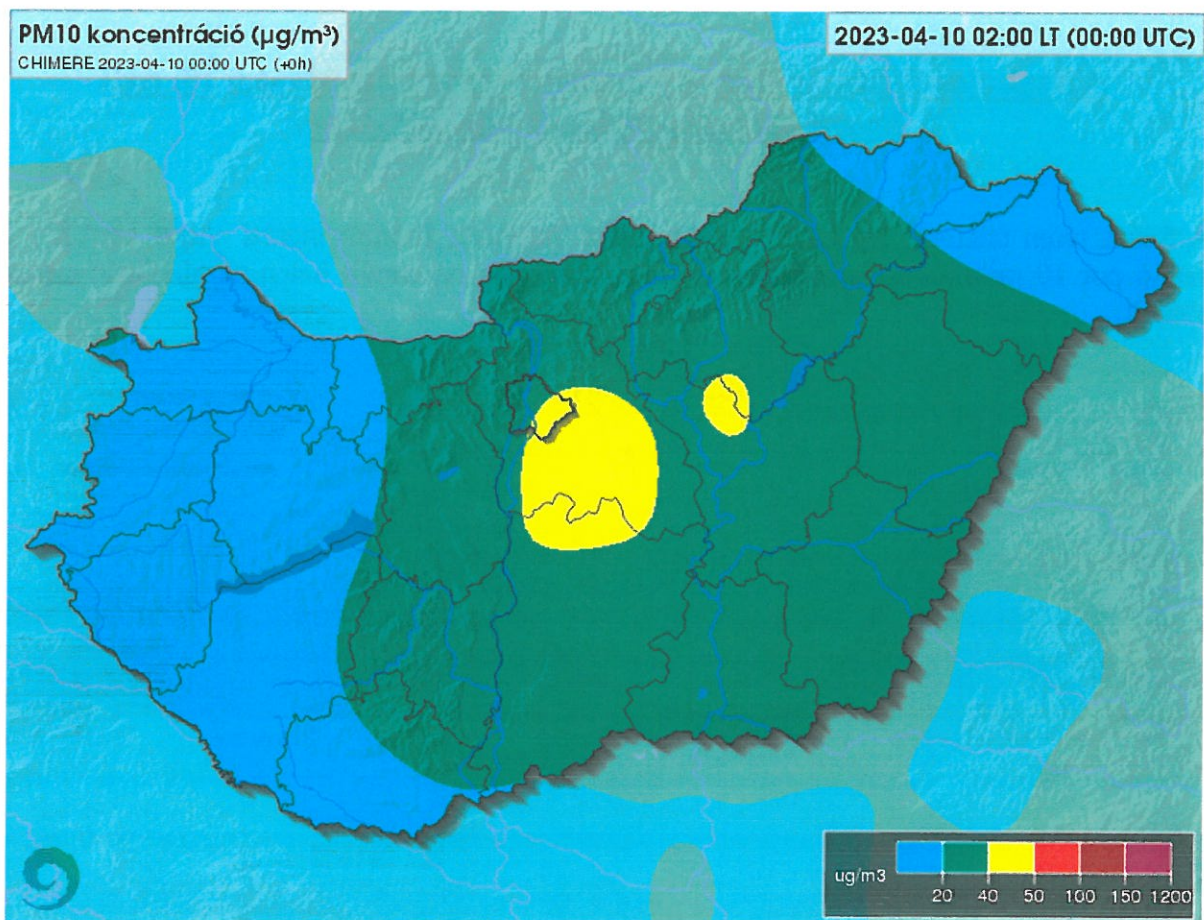 PM10 koncentráció (µg/m³)
CHIMERE 2023-04-10 00:00 UTC (+0h)
2023-04-10 02:00 LT (00:00 UTC)
ug/m3
20 40 50 100 150 1200